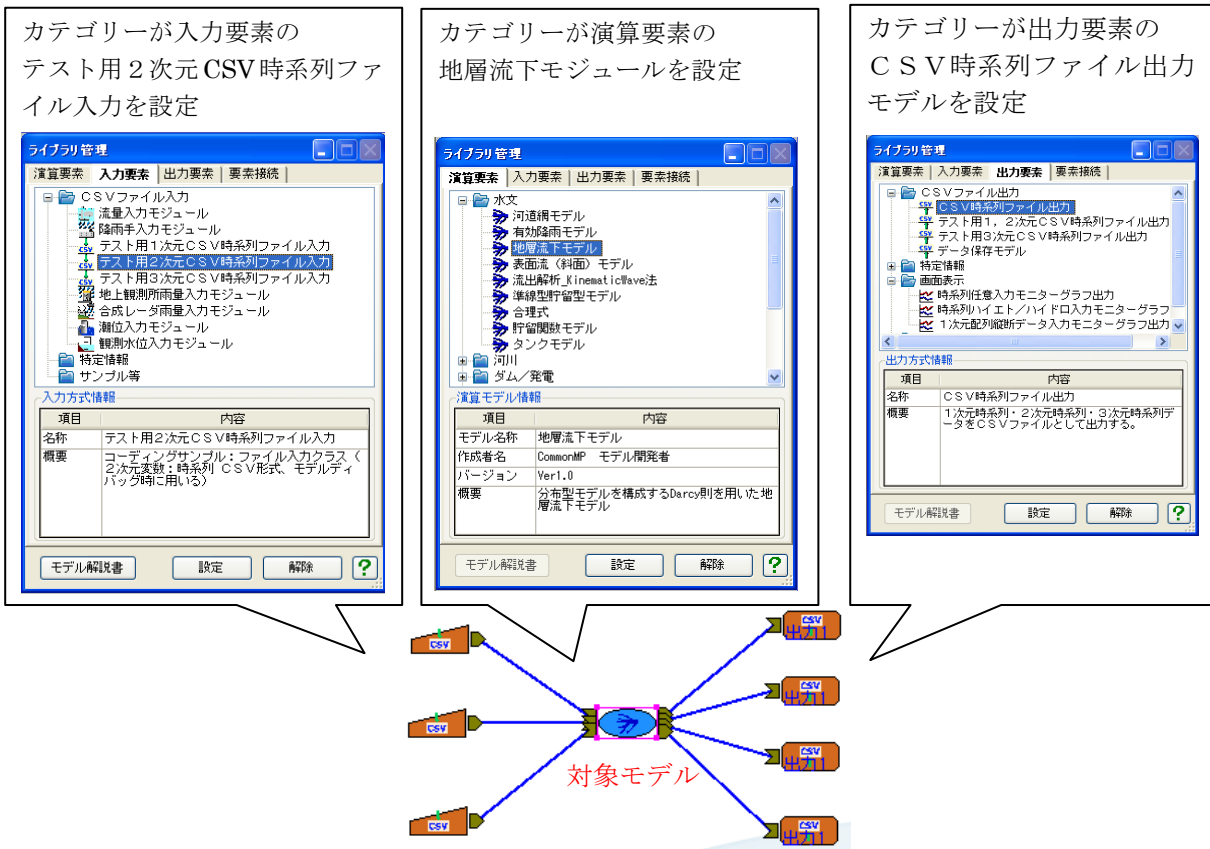 カテゴリーが入力要素の
テスト用２次元CSV時系列ファ
イル入力を設定
ライブラリ管理
演算要素 入力要素 出力要素 要素接続
ＣＳＶファイル入力
流量入力モジュール
降雨手入力モジュール
テスト用1次元ＣＳＶ時系列ファイル入力
テスト用2次元ＣＳＶ時系列ファイル入力
テスト用3次元ＣＳＶ時系列ファイル入力
地上観測所雨量入力モジュール
合成レーダ雨量入力モジュール
潮位入力モジュール
観測水位入力モジュール
特定情報
サンプル等
入力方式情報
項目 内容
名称 テスト用2次元ＣＳＶ時系列ファイル入力
概要 コーディングサンプル：ファイル入力クラス（
２次元変数：時系列 ＣＳＶ形式、モデルディ
バッグ時に用いる）
モデル解説書 設定 解除 ?
カテゴリーが演算要素の
地層流下モジュールを設定
ライブラリ管理
演算要素 入力要素 出力要素 要素接続
水文
河道網モデル
有効降雨モデル
地層流下モデル
表面流（斜面）モデル
流出解析_KinematicWave法
準線型貯留型モデル
合理式
貯留関数モデル
タンクモデル
河川
ダム／発電
演算モデル情報
項目 内容
モデル名称 地層流下モデル
作成者名 CommonMP モデル開発者
バージョン Ver1.0
概要 分布型モデルを構成するDarcy則を用いた地
層流下モデル
モデル解説書 設定 解除 ?
カテゴリーが出力要素の
ＣＳＶ時系列ファイル出力
モデルを設定
ライブラリ管理
演算要素 入力要素 出力要素 要素接続
ＣＳＶファイル出力
ＣＳＶ時系列ファイル出力
テスト用1，2次元ＣＳＶ時系列ファイル出力
テスト用3次元ＣＳＶ時系列ファイル出力
データ保存モデル
特定情報
画面表示
時系列任意入力モニターグラフ出力
時系列ハイエト／ハイドロ入力モニターグラフ
1次元配列縦断データ入力モニターグラフ出力
出力方式情報
項目 内容
名称 ＣＳＶ時系列ファイル出力
概要 1次元時系列・2次元時系列・3次元時系列デ
ータをＣＳＶファイルとして出力する。
モデル解説書 設定 解除 ?
CSV
CSV
CSV
対象モデル
CSV
出力1
CSV
出力1
CSV
出力1
CSV
出力1